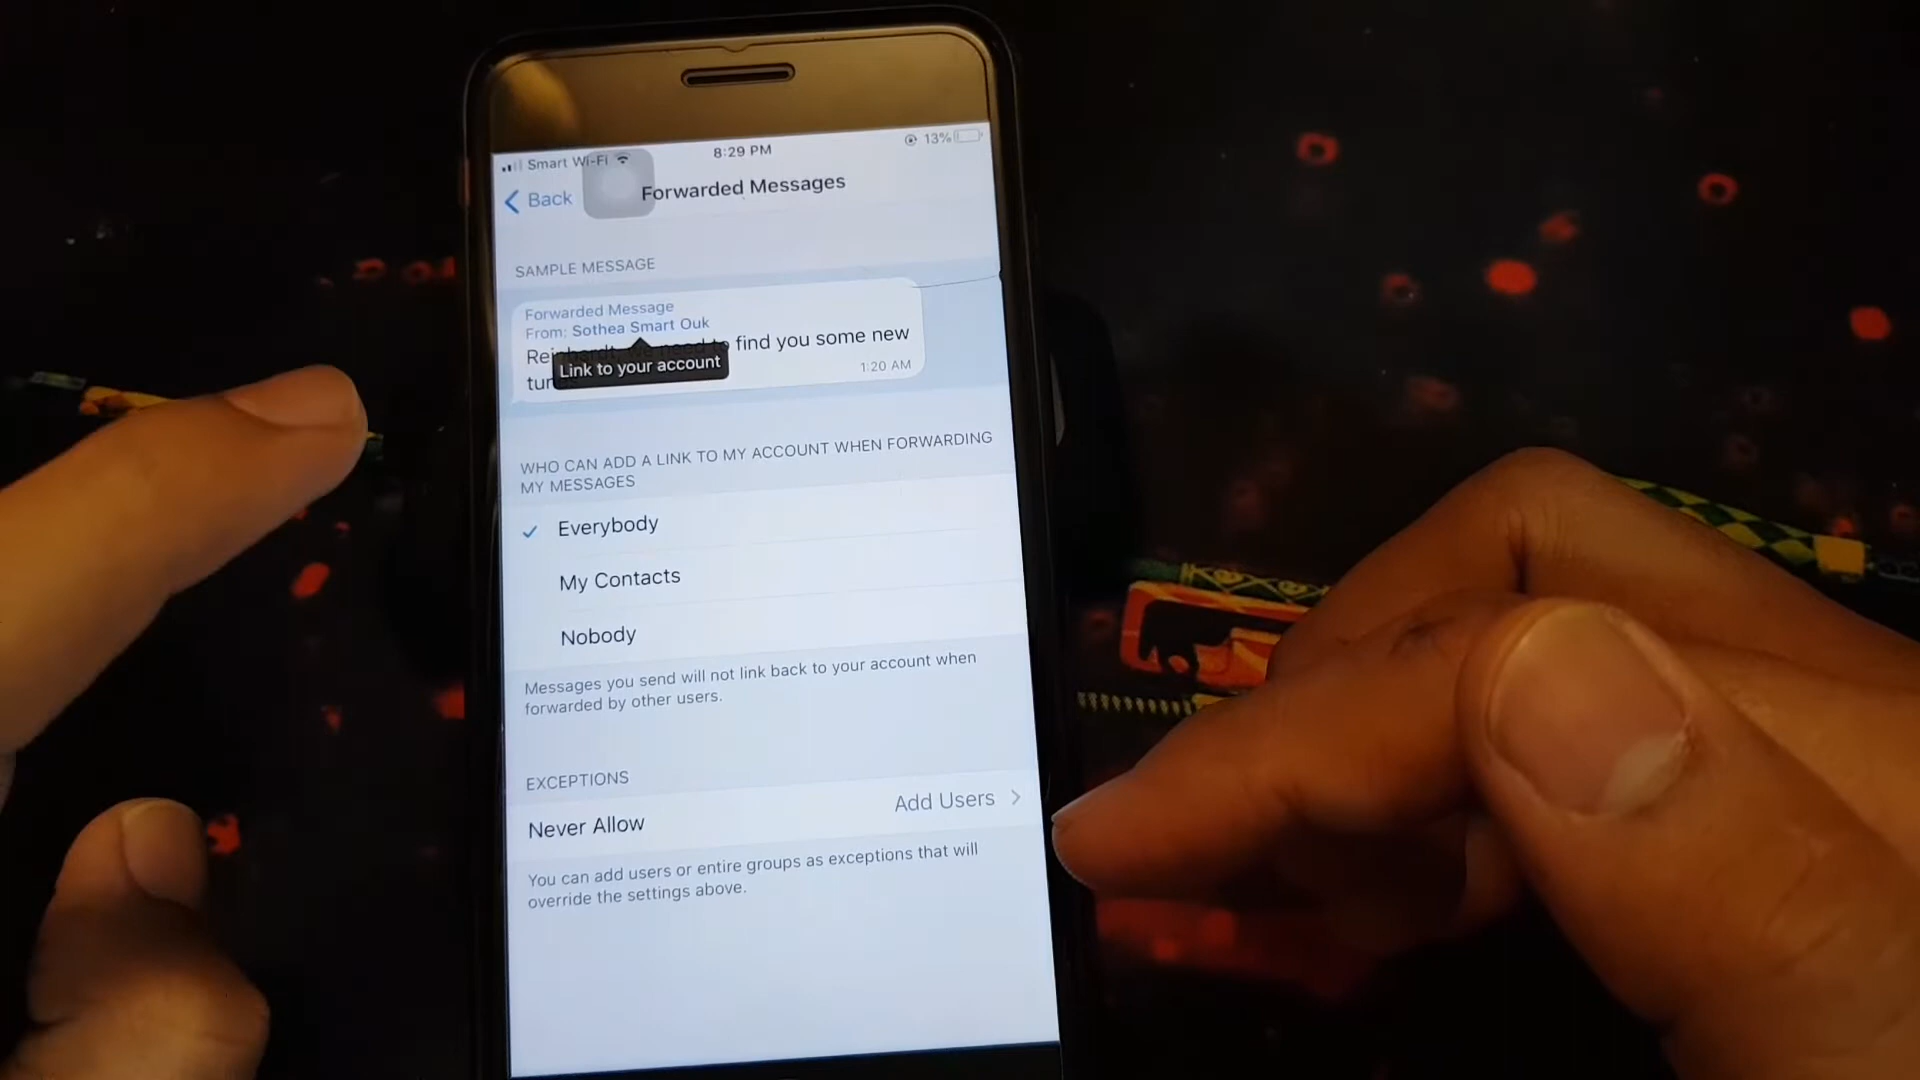 Smart Wi-Fi
8:29 PM
13%
Back
Forwarded Messages
SAMPLE MESSAGE
Forwarded Message
From: Sothea Smart Ouk
find you some new
Link to your account
1:20 AM
WHO CAN ADD A LINK TO MY ACCOUNT WHEN FORWARDING
MY MESSAGES
Everybody
My Contacts
Nobody
Messages you send will not link back to your account when
forwarded by other users.
EXCEPTIONS
Never Allow
Add Users
You can add users or entire groups as exceptions that will
override the settings above.